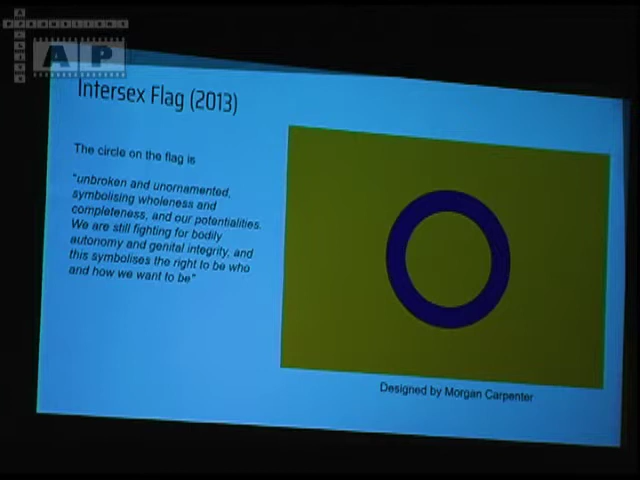 AP
Intersex Flag (2013)
The circle on the flag is
"unbroken and unornamented,
symbolising wholeness and
completeness, and our potentialities.
We are still fighting for bodily
autonomy and genital integrity, and
this symbolises the right to be who
and how we want to be"
Designed by Morgan Carpenter